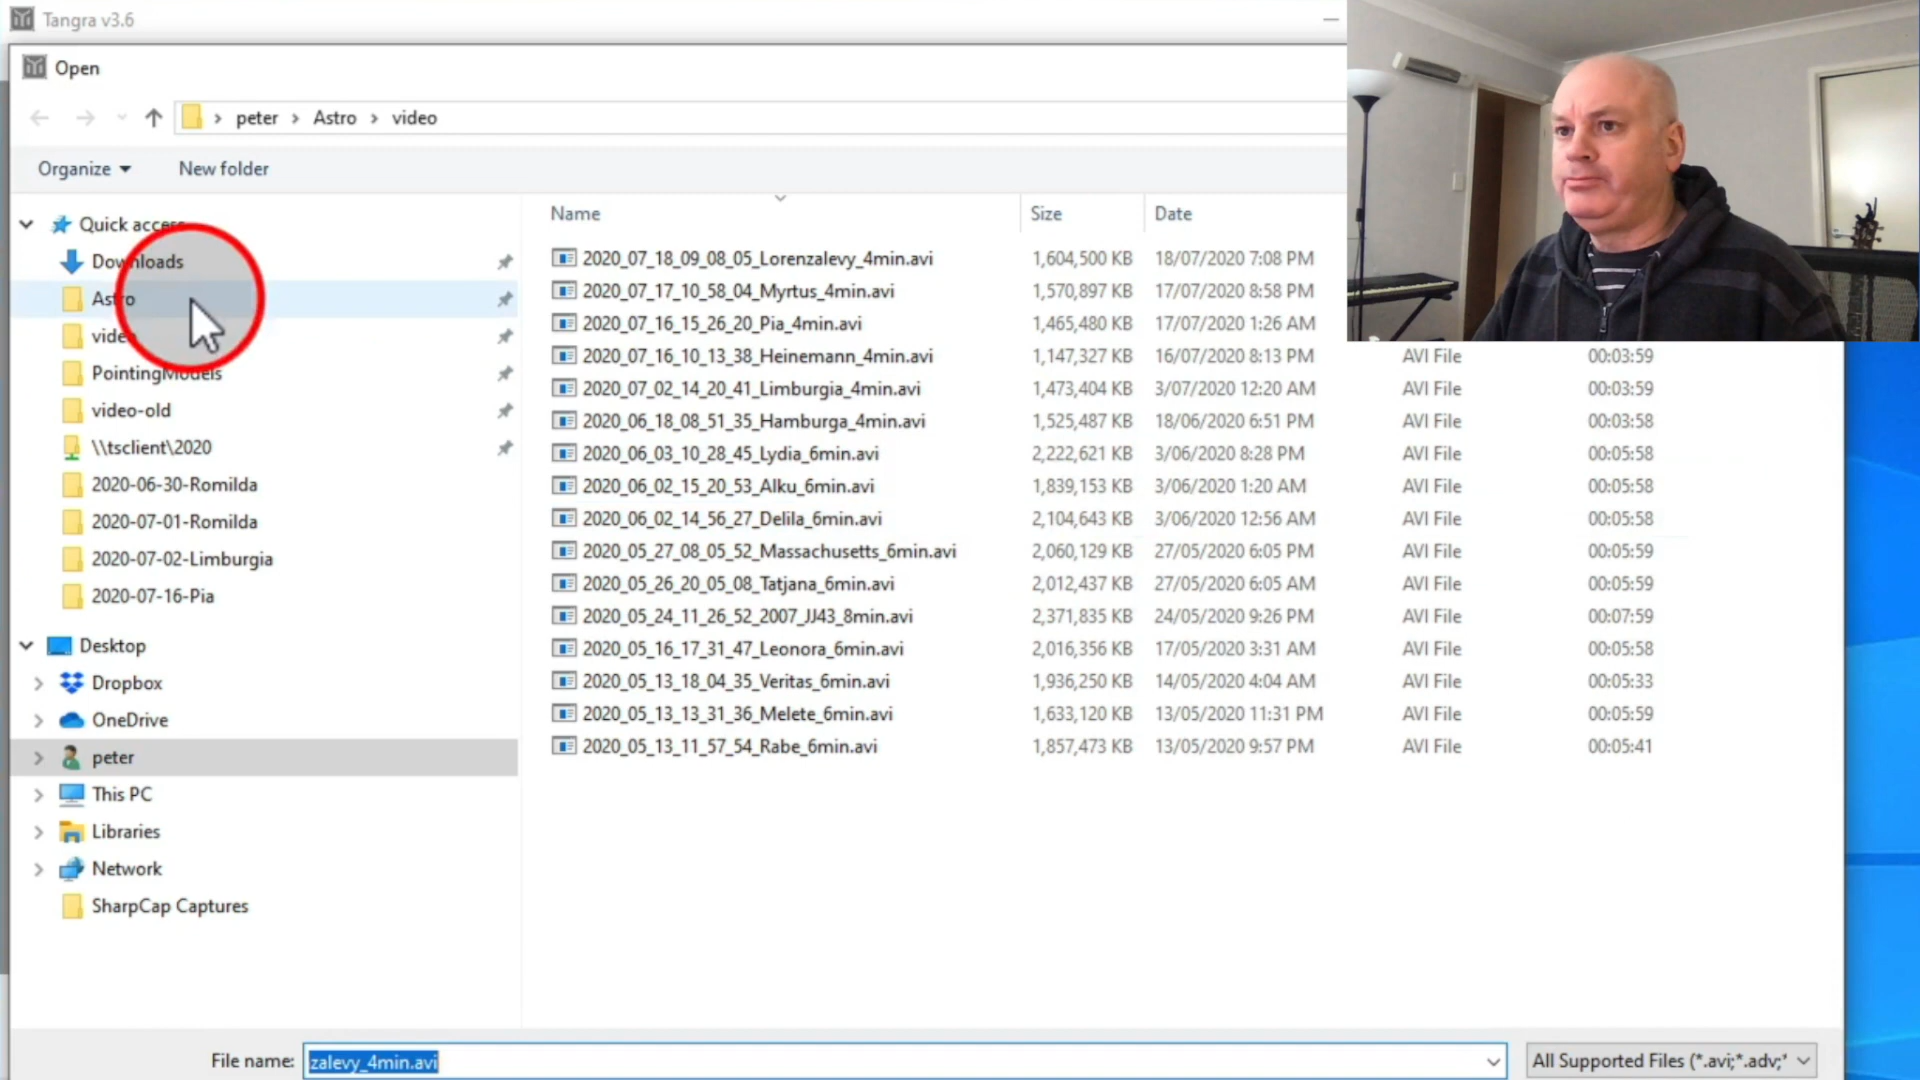 Tangra v3.6
Open
peter > Astro > video
Organize
New folder
Quick access
Downloads
Astro
video
PointingModels
video-old
\\tsclient\2020
2020-06-30-Romilda
2020-07-01-Romilda
2020-07-02-Limburgia
2020-07-16-Pia
Desktop
Dropbox
OneDrive
peter
This PC
Libraries
Network
SharpCap Captures
Name Size Date
2020_07_18_09_08_05_Lorenzalevy_4min.avi 1,604,500 KB 18/07/2020 7:08 PM
2020_07_17_10_58_04_Myrtus_4min.avi 1,570,897 KB 17/07/2020 8:58 PM
2020_07_16_15_26_20_Pia_4min.avi 1,465,480 KB 17/07/2020 1:26 AM
2020_07_16_10_13_38_Heinemann_4min.avi 1,147,327 KB 16/07/2020 8:13 PM AVI File 00:03:59
2020_07_02_14_20_41_Limburgia_4min.avi 1,473,404 KB 3/07/2020 12:20 AM AVI File 00:03:59
2020_06_18_08_51_35_Hamburga_4min.avi 1,525,487 KB 18/06/2020 6:51 PM AVI File 00:03:58
2020_06_03_10_28_45_Lydia_6min.avi 2,222,621 KB 3/06/2020 8:28 PM AVI File 00:05:58
2020_06_02_15_20_53_Alku_6min.avi 1,839,153 KB 3/06/2020 1:20 AM AVI File 00:05:58
2020_06_02_14_56_27_Delila_6min.avi 2,104,643 KB 3/06/2020 12:56 AM AVI File 00:05:58
2020_05_27_08_05_52_Massachusetts_6min.avi 2,060,129 KB 27/05/2020 6:05 PM AVI File 00:05:59
2020_05_26_20_05_08_Tatjana_6min.avi 2,012,437 KB 27/05/2020 6:05 AM AVI File 00:05:59
2020_05_24_11_26_52_2007_JJ43_8min.avi 2,371,835 KB 24/05/2020 9:26 PM AVI File 00:07:59
2020_05_16_17_31_47_Leonora_6min.avi 2,016,356 KB 17/05/2020 3:31 AM AVI File 00:05:58
2020_05_13_18_04_35_Veritas_6min.avi 1,936,250 KB 14/05/2020 4:04 AM AVI File 00:05:33
2020_05_13_13_31_36_Melete_6min.avi 1,633,120 KB 13/05/2020 11:31 PM AVI File 00:05:59
2020_05_13_11_57_54_Rabe_6min.avi 1,857,473 KB 13/05/2020 9:57 PM AVI File 00:05:41
File name: zalevy_4min.avi All Supported Files (*.avi;*.adv;*